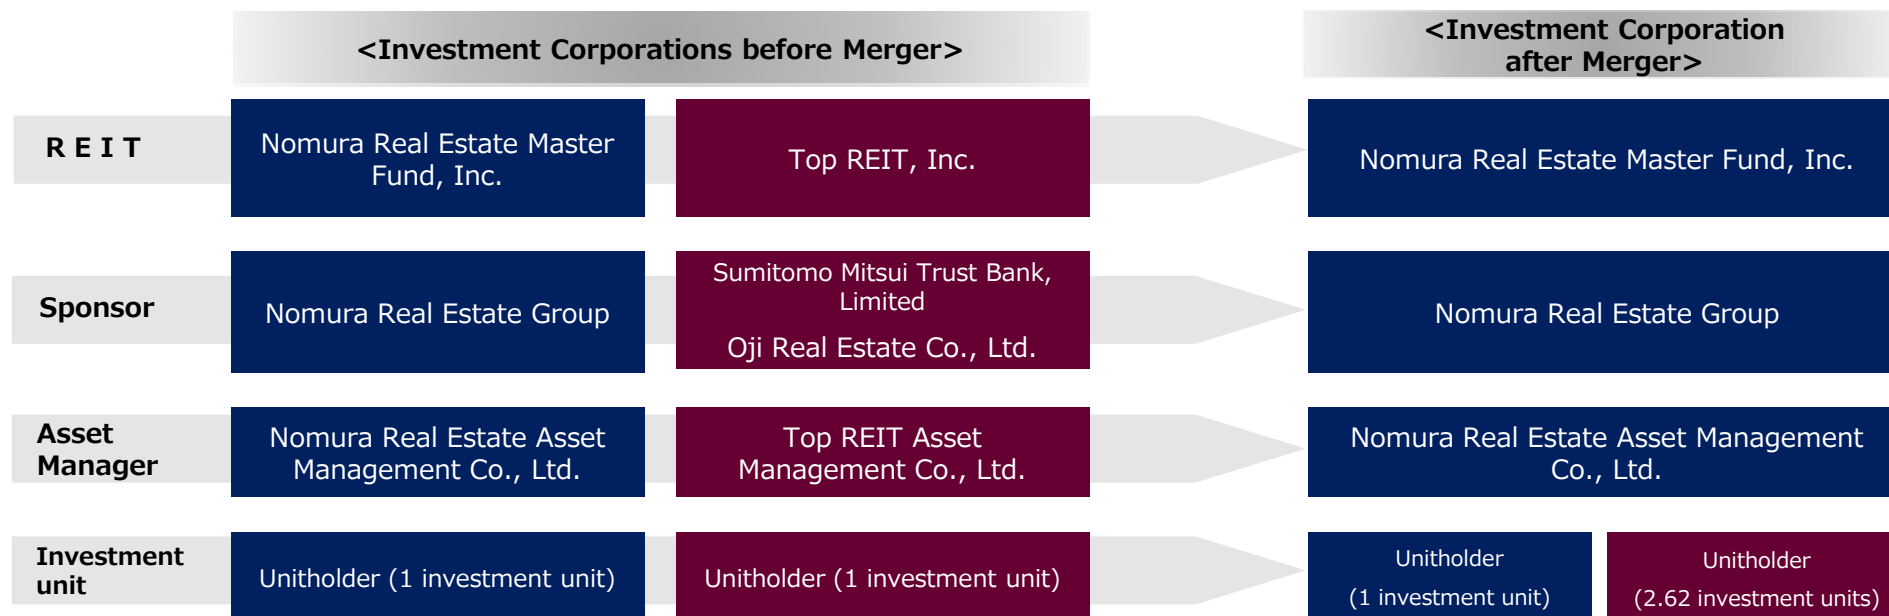 <Investment Corporations before Merger>
<Investment Corporation
after Merger>
R E I T
Nomura Real Estate Master
Fund, Inc.
Top REIT, Inc.
Nomura Real Estate Master Fund, Inc.
Sponsor
Nomura Real Estate Group
Sumitomo Mitsui Trust Bank,
Limited
Oji Real Estate Co., Ltd.
Nomura Real Estate Group
Asset
Manager
Nomura Real Estate Asset
Management Co., Ltd.
Top REIT Asset
Management Co., Ltd.
Nomura Real Estate Asset Management
Co., Ltd.
Investment
unit
Unitholder (1 investment unit)
Unitholder (1 investment unit)
Unitholder
(1 investment unit)
Unitholder
(2.62 investment units)